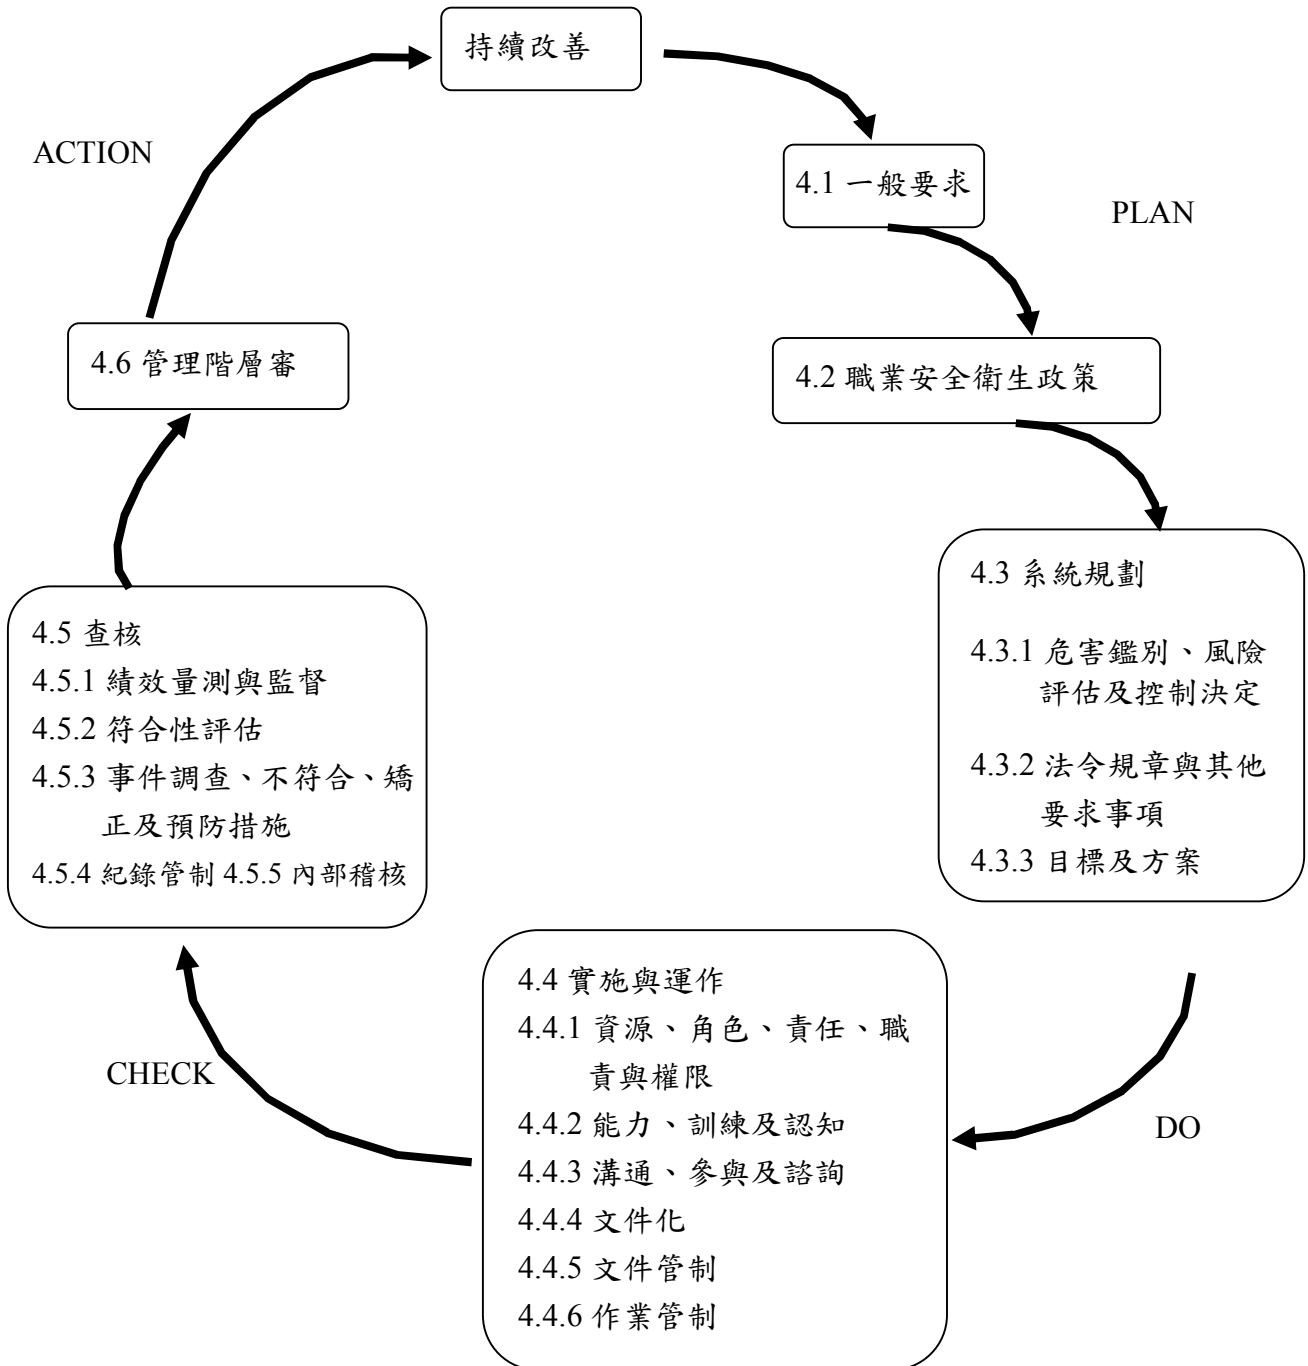 持續改善
ACTION
4.1 一般要求
PLAN
4.2 職業安全衛生政策
4.6 管理階層審
4.3 系統規劃
4.3.1 危害鑑別、風險
評估及控制決定
4.3.2 法令規章與其他
要求事項
4.3.3 目標及方案
4.5 查核
4.5.1 績效量測與監督
4.5.2 符合性評估
4.5.3 事件調查、不符合、矯
正及預防措施
4.5.4 紀錄管制 4.5.5 內部稽核
4.4 實施與運作
4.4.1 資源、角色、責任、職
責與權限
4.4.2 能力、訓練及認知
4.4.3 溝通、參與及諮詢
4.4.4 文件化
4.4.5 文件管制
4.4.6 作業管制
CHECK
DO